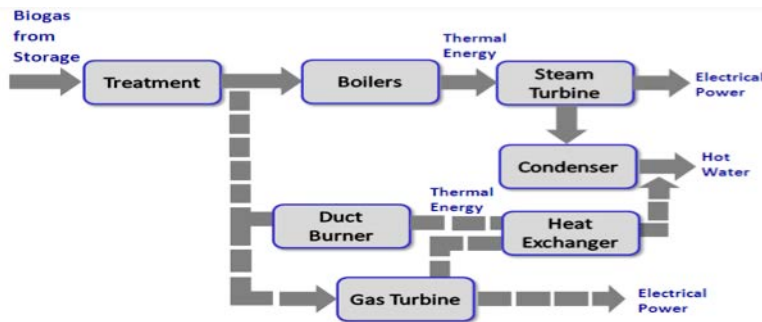 Biogas
from
Storage
Treatment
Boilers
Thermal
Energy
Steam
Turbine
Electrical
Power
Condenser
Hot
Water
Duct
Burner
Thermal
Energy
Heat
Exchanger
Gas Turbine
Electrical
Power